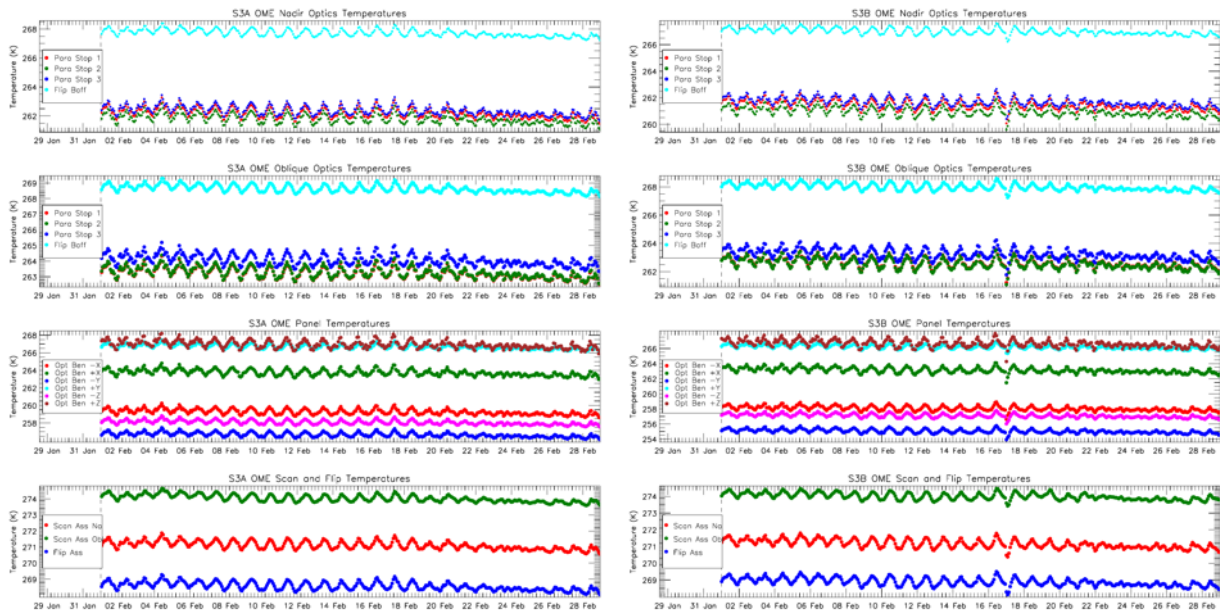 S3A OME Nadir Optics Temperatures
Temperature (K)
268
266
264
262
Para Stop 1
Para Stop 2
Para Stop 3
Flip Baff
29 Jan 31 Jan 02 Feb 04 Feb 06 Feb 08 Feb 10 Feb 12 Feb 14 Feb 16 Feb 18 Feb 20 Feb 22 Feb 24 Feb 26 Feb 28 Feb
S3A OME Oblique Optics Temperatures
Temperature (K)
269
268
265
264
263
Para Stop 1
Para Stop 2
Para Stop 3
Flip Baff
29 Jan 31 Jan 02 Feb 04 Feb 06 Feb 08 Feb 10 Feb 12 Feb 14 Feb 16 Feb 18 Feb 20 Feb 22 Feb 24 Feb 26 Feb 28 Feb
S3A OME Panel Temperatures
Temperature (K)
268
266
264
262
260
258
Opt Ben -X
Opt Ben +X
Opt Ben -Y
Opt Ben +Y
Opt Ben -Z
Opt Ben +Z
29 Jan 31 Jan 02 Feb 04 Feb 06 Feb 08 Feb 10 Feb 12 Feb 14 Feb 16 Feb 18 Feb 20 Feb 22 Feb 24 Feb 26 Feb 28 Feb
S3A OME Scan and Flip Temperatures
Temperature (K)
274
271
269
Scan Ass Na
Scan Ass Ob
Flip Ass
29 Jan 31 Jan 02 Feb 04 Feb 06 Feb 08 Feb 10 Feb 12 Feb 14 Feb 16 Feb 18 Feb 20 Feb 22 Feb 24 Feb 26 Feb 28 Feb
S3B OME Nadir Optics Temperatures
Temperature (K)
266
264
262
260
Para Stop 1
Para Stop 2
Para Stop 3
Flip Baff
29 Jan 31 Jan 02 Feb 04 Feb 06 Feb 08 Feb 10 Feb 12 Feb 14 Feb 16 Feb 18 Feb 20 Feb 22 Feb 24 Feb 26 Feb 28 Feb
S3B OME Oblique Optics Temperatures
Temperature (K)
268
264
262
Para Stop 1
Para Stop 2
Para Stop 3
Flip Baff
29 Jan 31 Jan 02 Feb 04 Feb 06 Feb 08 Feb 10 Feb 12 Feb 14 Feb 16 Feb 18 Feb 20 Feb 22 Feb 24 Feb 26 Feb 28 Feb
S3B OME Panel Temperatures
Temperature (K)
266
264
262
260
258
256
254
Opt Ben -X
Opt Ben +X
Opt Ben -Y
Opt Ben +Y
Opt Ben -Z
Opt Ben +Z
29 Jan 31 Jan 02 Feb 04 Feb 06 Feb 08 Feb 10 Feb 12 Feb 14 Feb 16 Feb 18 Feb 20 Feb 22 Feb 24 Feb 26 Feb 28 Feb
S3B OME Scan and Flip Temperatures
Temperature (K)
274
271
269
Scan Ass Na
Scan Ass Ob
Flip Ass
29 Jan 31 Jan 02 Feb 04 Feb 06 Feb 08 Feb 10 Feb 12 Feb 14 Feb 16 Feb 18 Feb 20 Feb 22 Feb 24 Feb 26 Feb 28 Feb